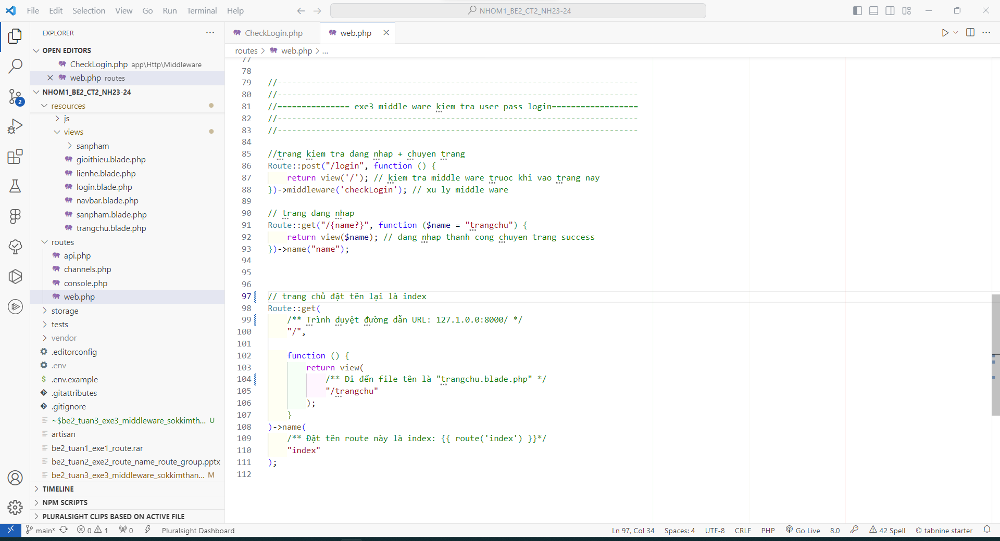 File Edit Selection View Go Run Terminal Help
NHOM1_BE2_CT2_NH23-24
EXPLORER
OPEN EDITORS
CheckLogin.php app\Http\Middleware
web.php routes
NHOM1_BE2_CT2_NH23-24
resources
js
views
sanpham
gioithieu.blade.php
lienhe.blade.php
login.blade.php
navbar.blade.php
sanpham.blade.php
trangchu.blade.php
routes
api.php
channels.php
console.php
web.php
storage
tests
vendor
.editorconfig
.env
$ .env.example
.gitattributes
.gitignore
~$be2_tuan3_exe3_middleware_sokkimth... U
artisan
be2_tuan1_exe1_route.rar
be2_tuan2_exe2_route_name_route_group.pptx
be2_tuan3_exe3_middleware_sokkimthan... M
TIMELINE
NPM SCRIPTS
PLURALSIGHT CLIPS BASED ON ACTIVE FILE
2
CheckLogin.php
web.php
routes > web.php > ...
77
78
79 //---------------------------------------------------------------------------
80 //---------------------------------------------------------------------------
81 //=============== exe3 middle ware kiem tra user pass login==================
82 //---------------------------------------------------------------------------
83 //---------------------------------------------------------------------------
84
85 //trang kiem tra dang nhap + chuyen trang
86 Route::post("/login", function () {
87 return view('/'); // kiem tra middle ware truoc khi vao trang nay
88 })->middleware('checkLogin'); // xu ly middle ware
89
90 // trang dang nhap
91 Route::get("/{name?}", function ($name = "trangchu") {
92 return view($name); // dang nhap thanh cong chuyen trang success
93 })->name("name");
94
95
96
97 // trang chủ đặt tên lại là index
98 Route::get(
99 /** Trình duyệt đường dẫn URL: 127.1.0.0:8000/ */
100 "/",
101
102 function () {
103 return view(
104 /** Đi đến file tên là "trangchu.blade.php" */
105 "/trangchu"
106 );
107 }
108 )->name(
109 /** Đặt tên route này là index: {{ route('index') }}*/
110 "index"
111 );
112
main* 0 1 0 Pluralsight Dashboard
Ln 97, Col 34 Spaces: 4 UTF-8 CRLF PHP Go Live 8.0 42 Spell tabnine starter